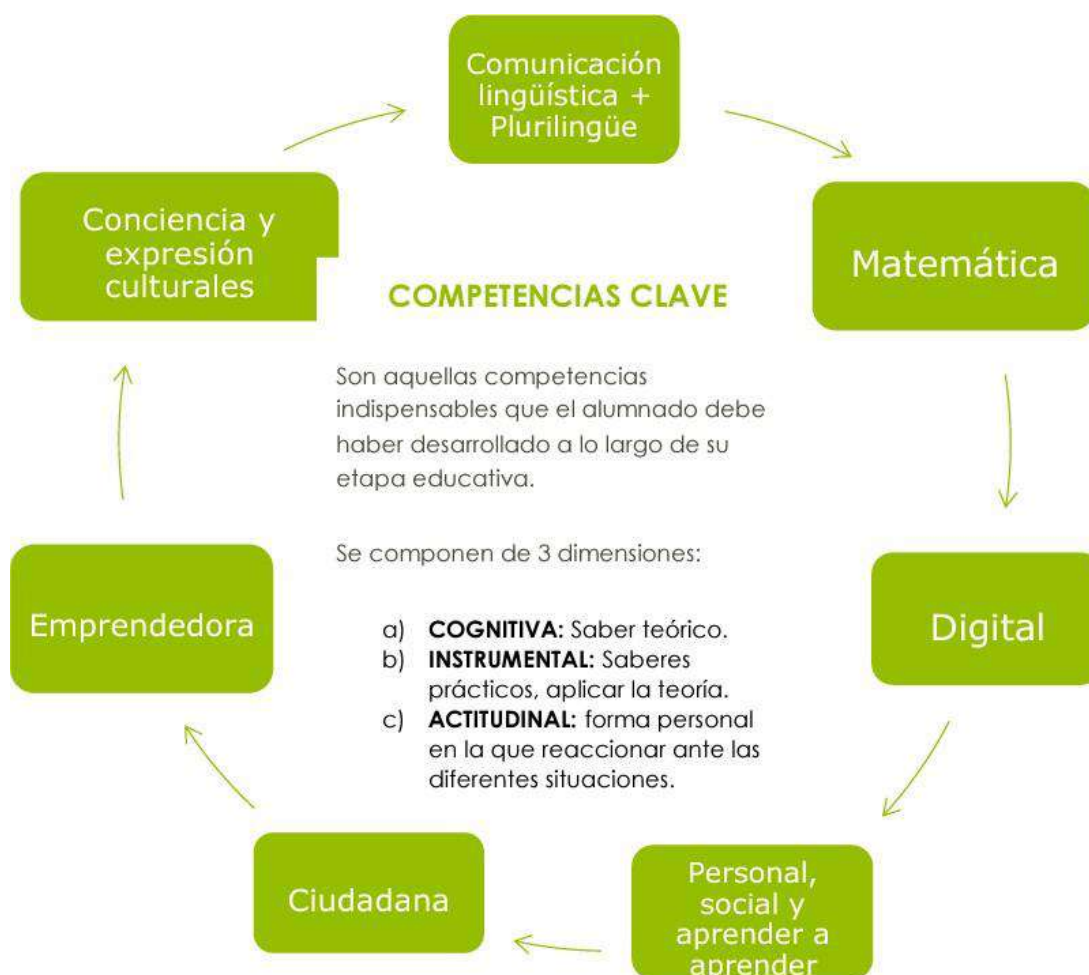 Comunicación
lingüística +
Plurilingüe
Matemática
Digital
Personal,
social y
aprender a
aprender
Ciudadana
Emprendedora
Conciencia y
expresión
culturales
COMPETENCIAS CLAVE
Son aquellas competencias
indispensables que el alumnado debe
haber desarrollado a lo largo de su
etapa educativa.
Se componen de 3 dimensiones:
a) COGNITIVA: Saber teórico.
b) INSTRUMENTAL: Saberes
prácticos, aplicar la teoría.
c) ACTITUDINAL: forma personal
en la que reaccionar ante las
diferentes situaciones.